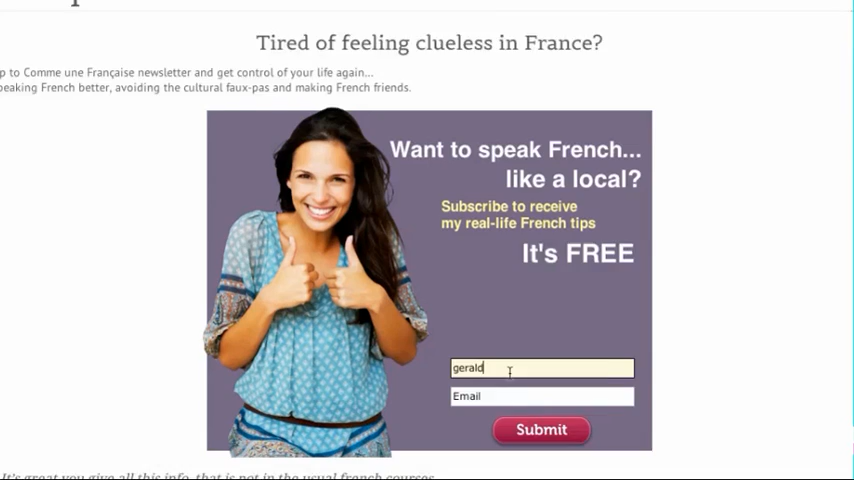 Tired of feeling clueless in France?
p to Comme une Française newsletter and get control of your life again...
peaking French better, avoiding the cultural faux-pas and making French friends.
Want to speak French...
like a local?
Subscribe to receive
my real-life French tips
It's FREE
gerald
Email
Submit
It's great you give all this info, that is not in the usual french courses